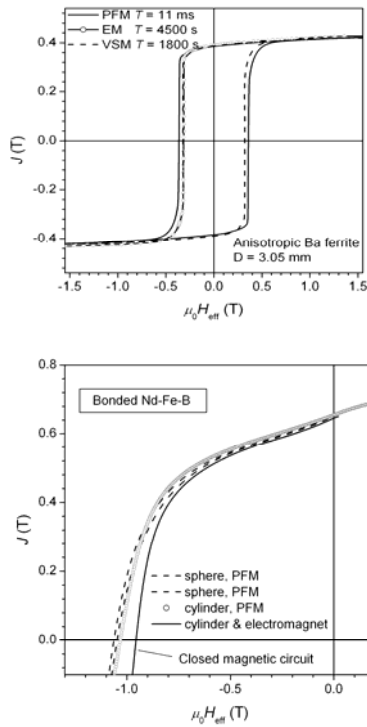 PFM T = 11 ms
EM T = 4500 s
VSM T = 1800 s
0.4
0.2
0.0
-0.2
-0.4
J (T)
Anisotropic Ba ferrite
D = 3.05 mm
-1.5 -1.0 -0.5 0.0 0.5 1.0 1.5
μ₀Heff (T)
0.8
Bonded Nd-Fe-B
0.6
0.4
J (T)
0.2
sphere, PFM
sphere, PFM
cylinder, PFM
cylinder & electromagnet
0.0
Closed magnetic circuit
-1.0 -0.5 0.0
μ₀Heff (T)